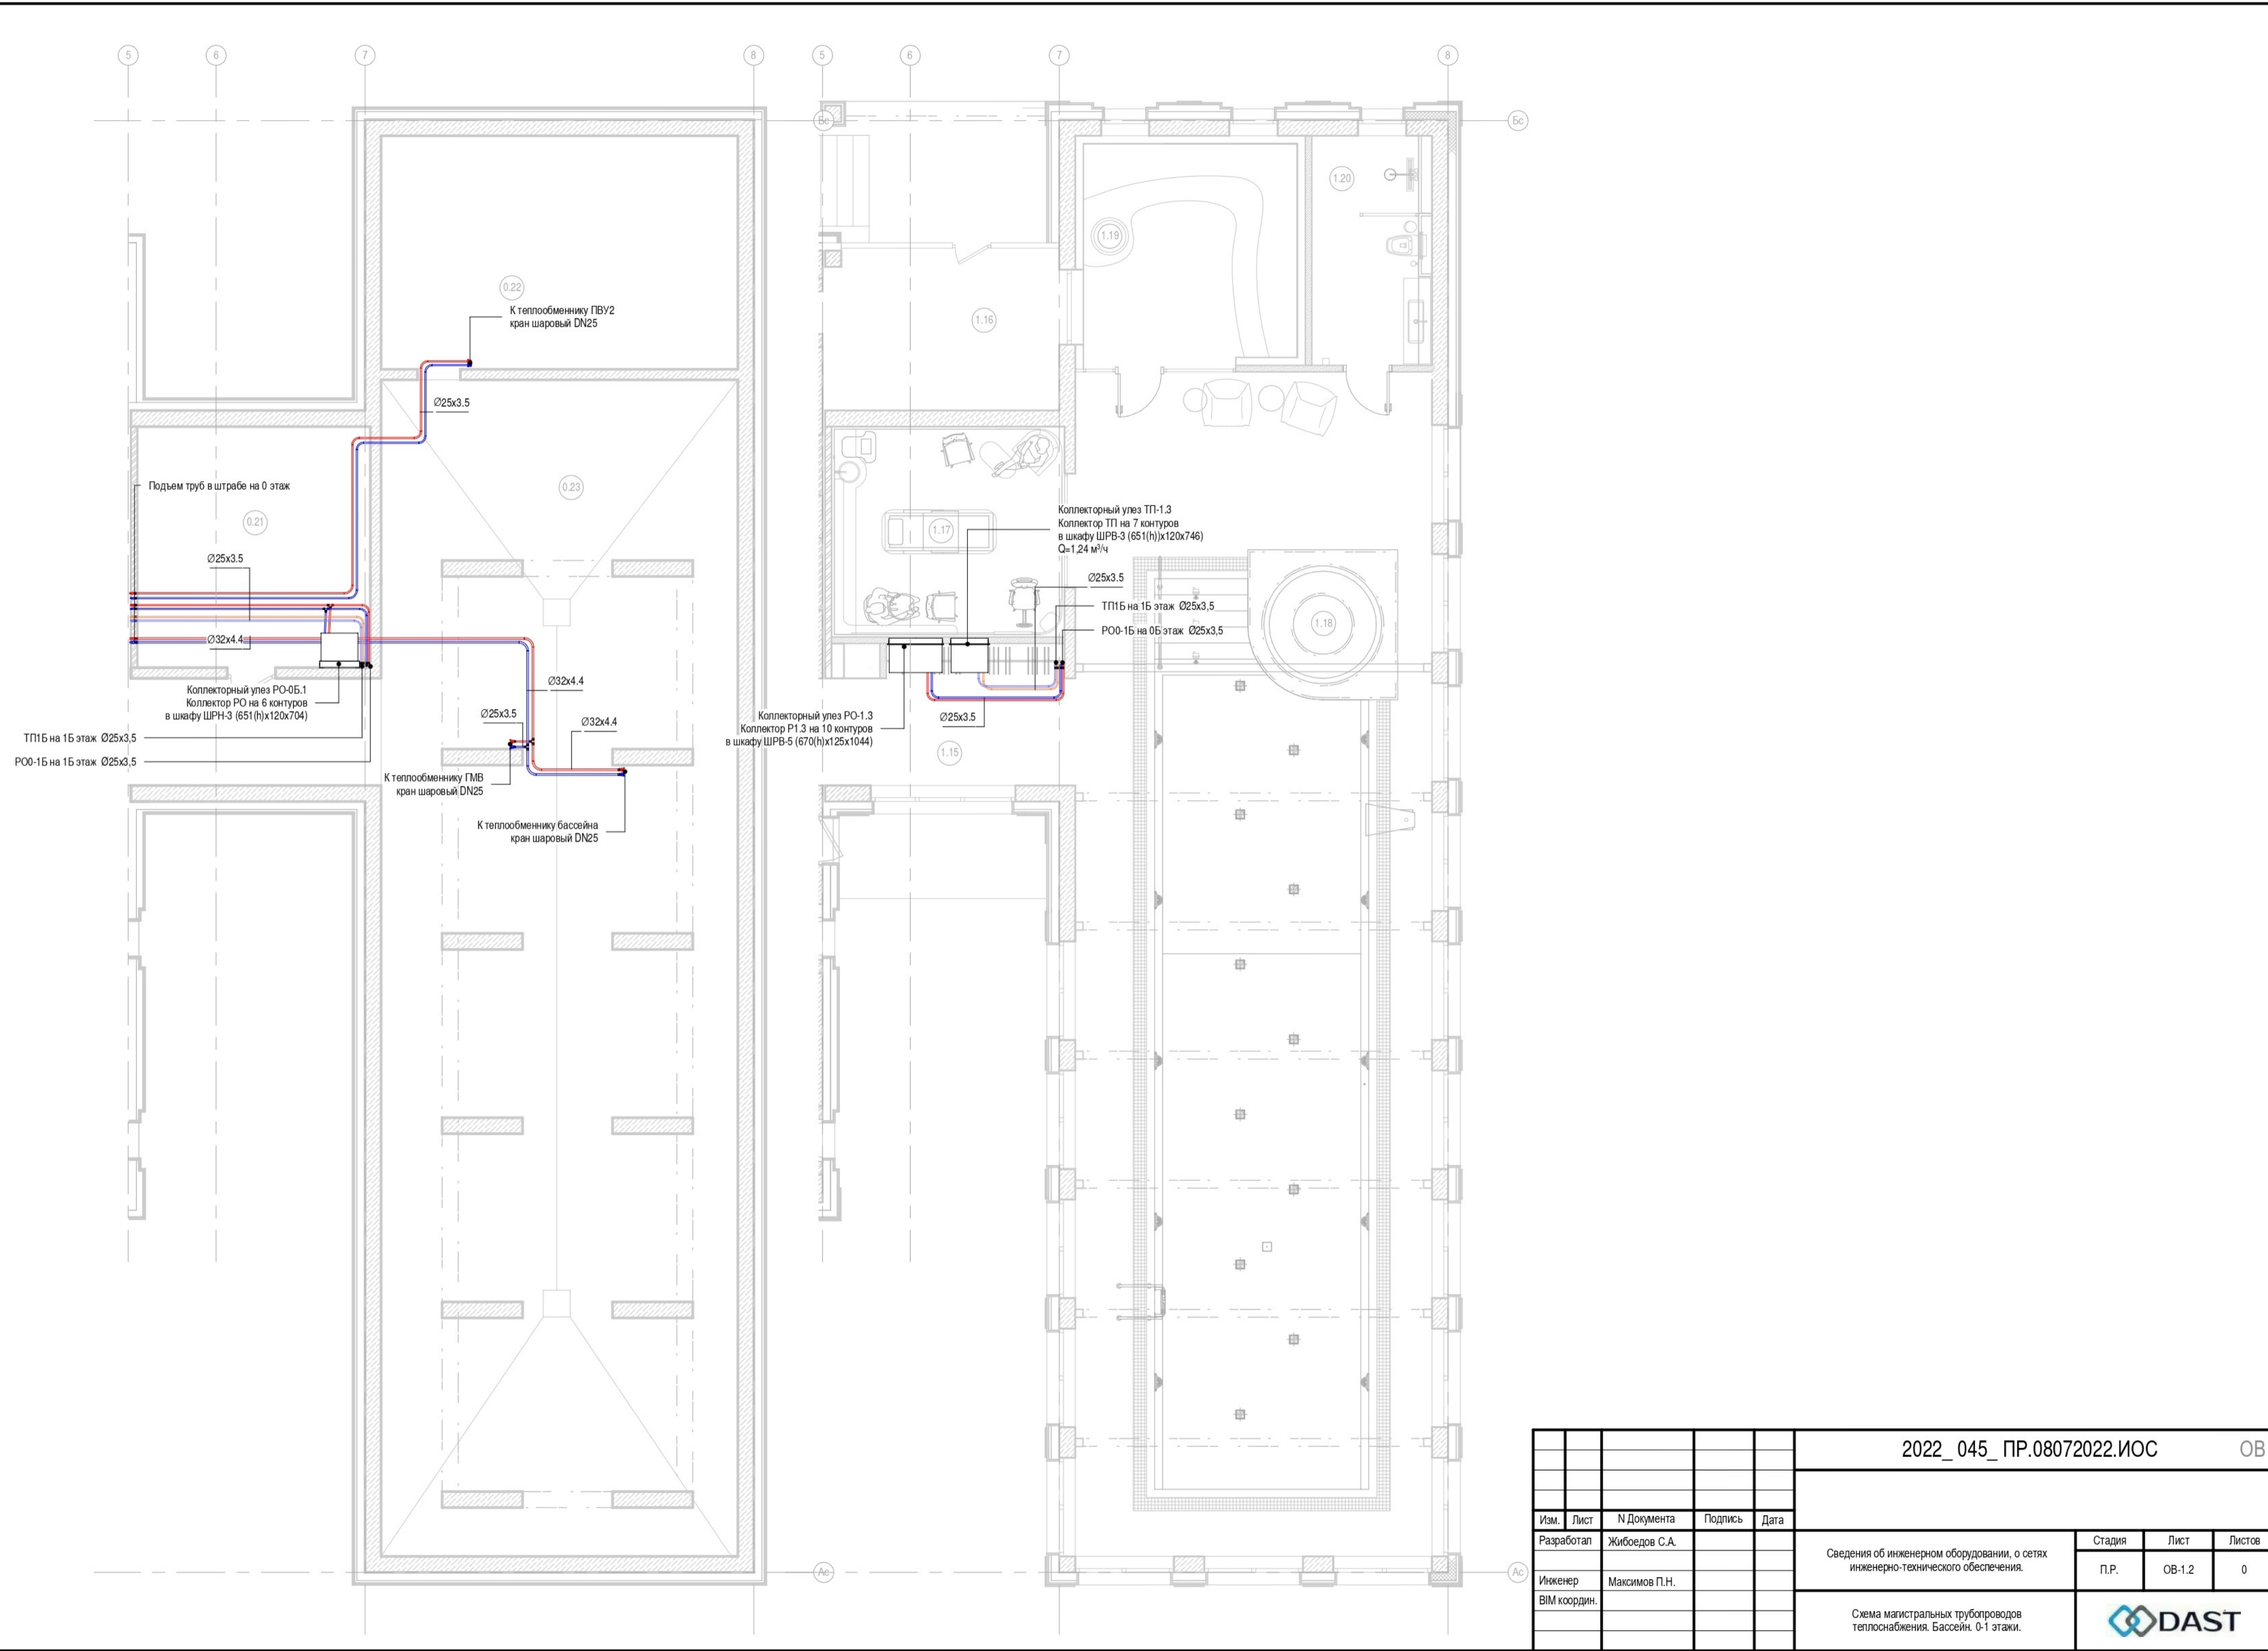 5
6
7
8
5
6
7
8
Бс
Бс
1.20
1.19
0.22
К теплообменнику ПВУ2
кран шаровый DN25
1.16
Ø25x3.5
Подъем труб в штрабе на 0 этаж
0.23
0.21
Коллекторный улез ТП-1.3
Коллектор ТП на 7 контуров
в шкафу ШРВ-3 (651(h))x120x746)
Q=1,24 м³/ч
1.17
Ø25x3.5
Ø25x3.5
ТП1Б на 1Б этаж Ø25x3,5
РО0-1Б на 0Б этаж Ø25x3,5
1.18
Ø32x4.4
Ø32x4.4
Коллекторный улез РО-0Б.1
Коллектор РО на 6 контуров
в шкафу ШРН-3 (651(h)x120x704)
Ø25x3.5
Ø32x4.4
Коллекторный улез РО-1.3
Коллектор Р1.3 на 10 контуров
в шкафу ШРВ-5 (670(h)x125x1044)
Ø25x3.5
ТП1Б на 1Б этаж Ø25x3,5
РО0-1Б на 1Б этаж Ø25x3,5
1.15
К теплообменнику ГМВ
кран шаровый DN25
К теплообменнику бассейна
кран шаровый DN25
Ас
Ас
2022_ 045_ ПР.08072022.ИОС ОВ
Изм. Лист N Документа Подпись Дата
Разработал Жибоедов С.А.
Инженер Максимов П.Н.
BIM координ.
Сведения об инженерном оборудовании, о сетях
инженерно-технического обеспечения.
Стадия Лист Листов
П.Р. ОВ-1.2 0
Схема магистральных трубопроводов
теплоснабжения. Бассейн. 0-1 этажи.
DAST